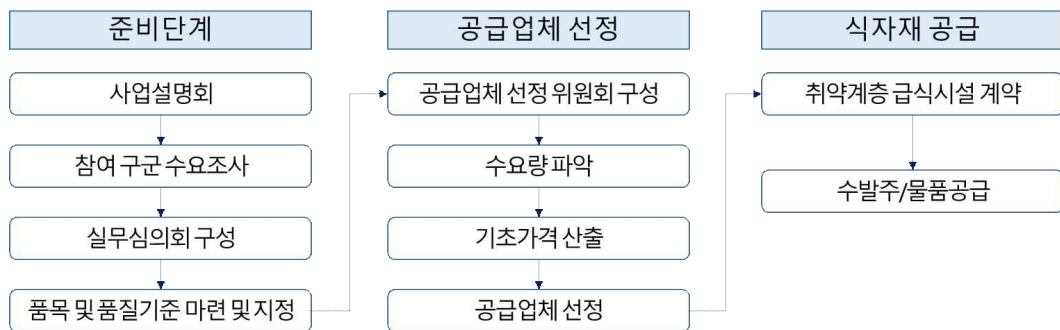 준비단계
사업설명회
참여 구군 수요조사
실무심의회 구성
품목 및 품질기준 마련 및 지정
공급업체 선정
공급업체 선정 위원회 구성
수요량 파악
기초가격 산출
공급업체 선정
식자재 공급
취약계층 급식시설 계약
수발주/물품공급